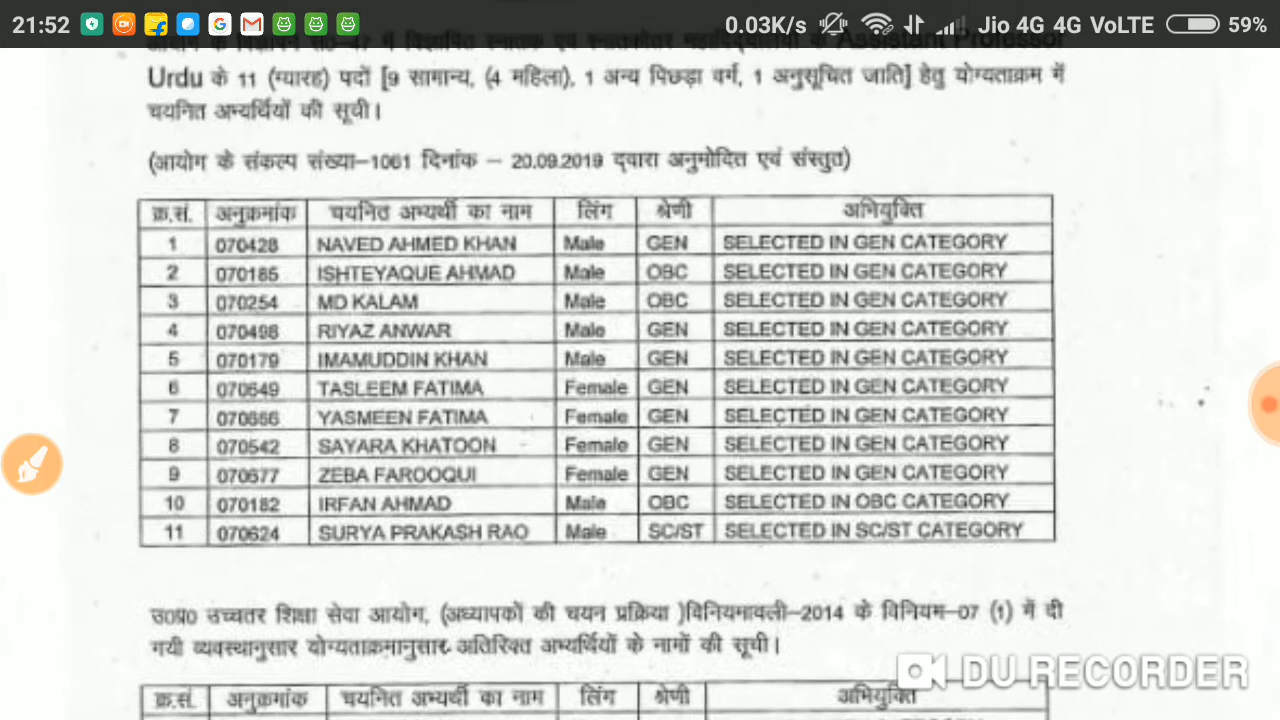 21:52 0.03K/s Jio 4G 4G VoLTE 59%
Assistant Professor
Urdu के 11 (ग्यारह) पदों [9 सामान्य, (4 महिला), 1 अन्य पिछड़ा वर्ग, 1 अनुसूचित जाति] हेतु योग्यताक्रम में
चयनित अभ्यर्थियों की सूची।
(आयोग के संकल्प संख्या–1061 दिनांक – 20.09.2019 द्वारा अनुमोदित एवं संस्तुत)
क्र.सं. अनुक्रमांक चयनित अभ्यर्थी का नाम लिंग श्रेणी अभियुक्ति
1 070428 NAVED AHMED KHAN Male GEN SELECTED IN GEN CATEGORY
2 070185 ISHTEYAQUE AHMAD Male OBC SELECTED IN GEN CATEGORY
3 070254 MD KALAM Male OBC SELECTED IN GEN CATEGORY
4 070498 RIYAZ ANWAR Male GEN SELECTED IN GEN CATEGORY
5 070179 IMAMUDDIN KHAN Male GEN SELECTED IN GEN CATEGORY
6 070649 TASLEEM FATIMA Female GEN SELECTED IN GEN CATEGORY
7 070666 YASMEEN FATIMA Female GEN SELECTED IN GEN CATEGORY
8 070542 SAYARA KHATOON Female GEN SELECTED IN GEN CATEGORY
9 070677 ZEBA FAROOQUI Female GEN SELECTED IN GEN CATEGORY
10 070182 IRFAN AHMAD Male OBC SELECTED IN OBC CATEGORY
11 070624 SURYA PRAKASH RAO Male SC/ST SELECTED IN SC/ST CATEGORY
उ०प्र० उच्चतर शिक्षा सेवा आयोग, (अध्यापकों की चयन प्रक्रिया )विनियमावली–2014 के विनियम–07 (1) में दी
गयी व्यवस्थानुसार योग्यताक्रमानुसार अतिरिक्त अभ्यर्थियों के नामों की सूची।
DU RECORDER
क्र.सं. अनुक्रमांक चयनित अभ्यर्थी का नाम लिंग श्रेणी अभियुक्ति